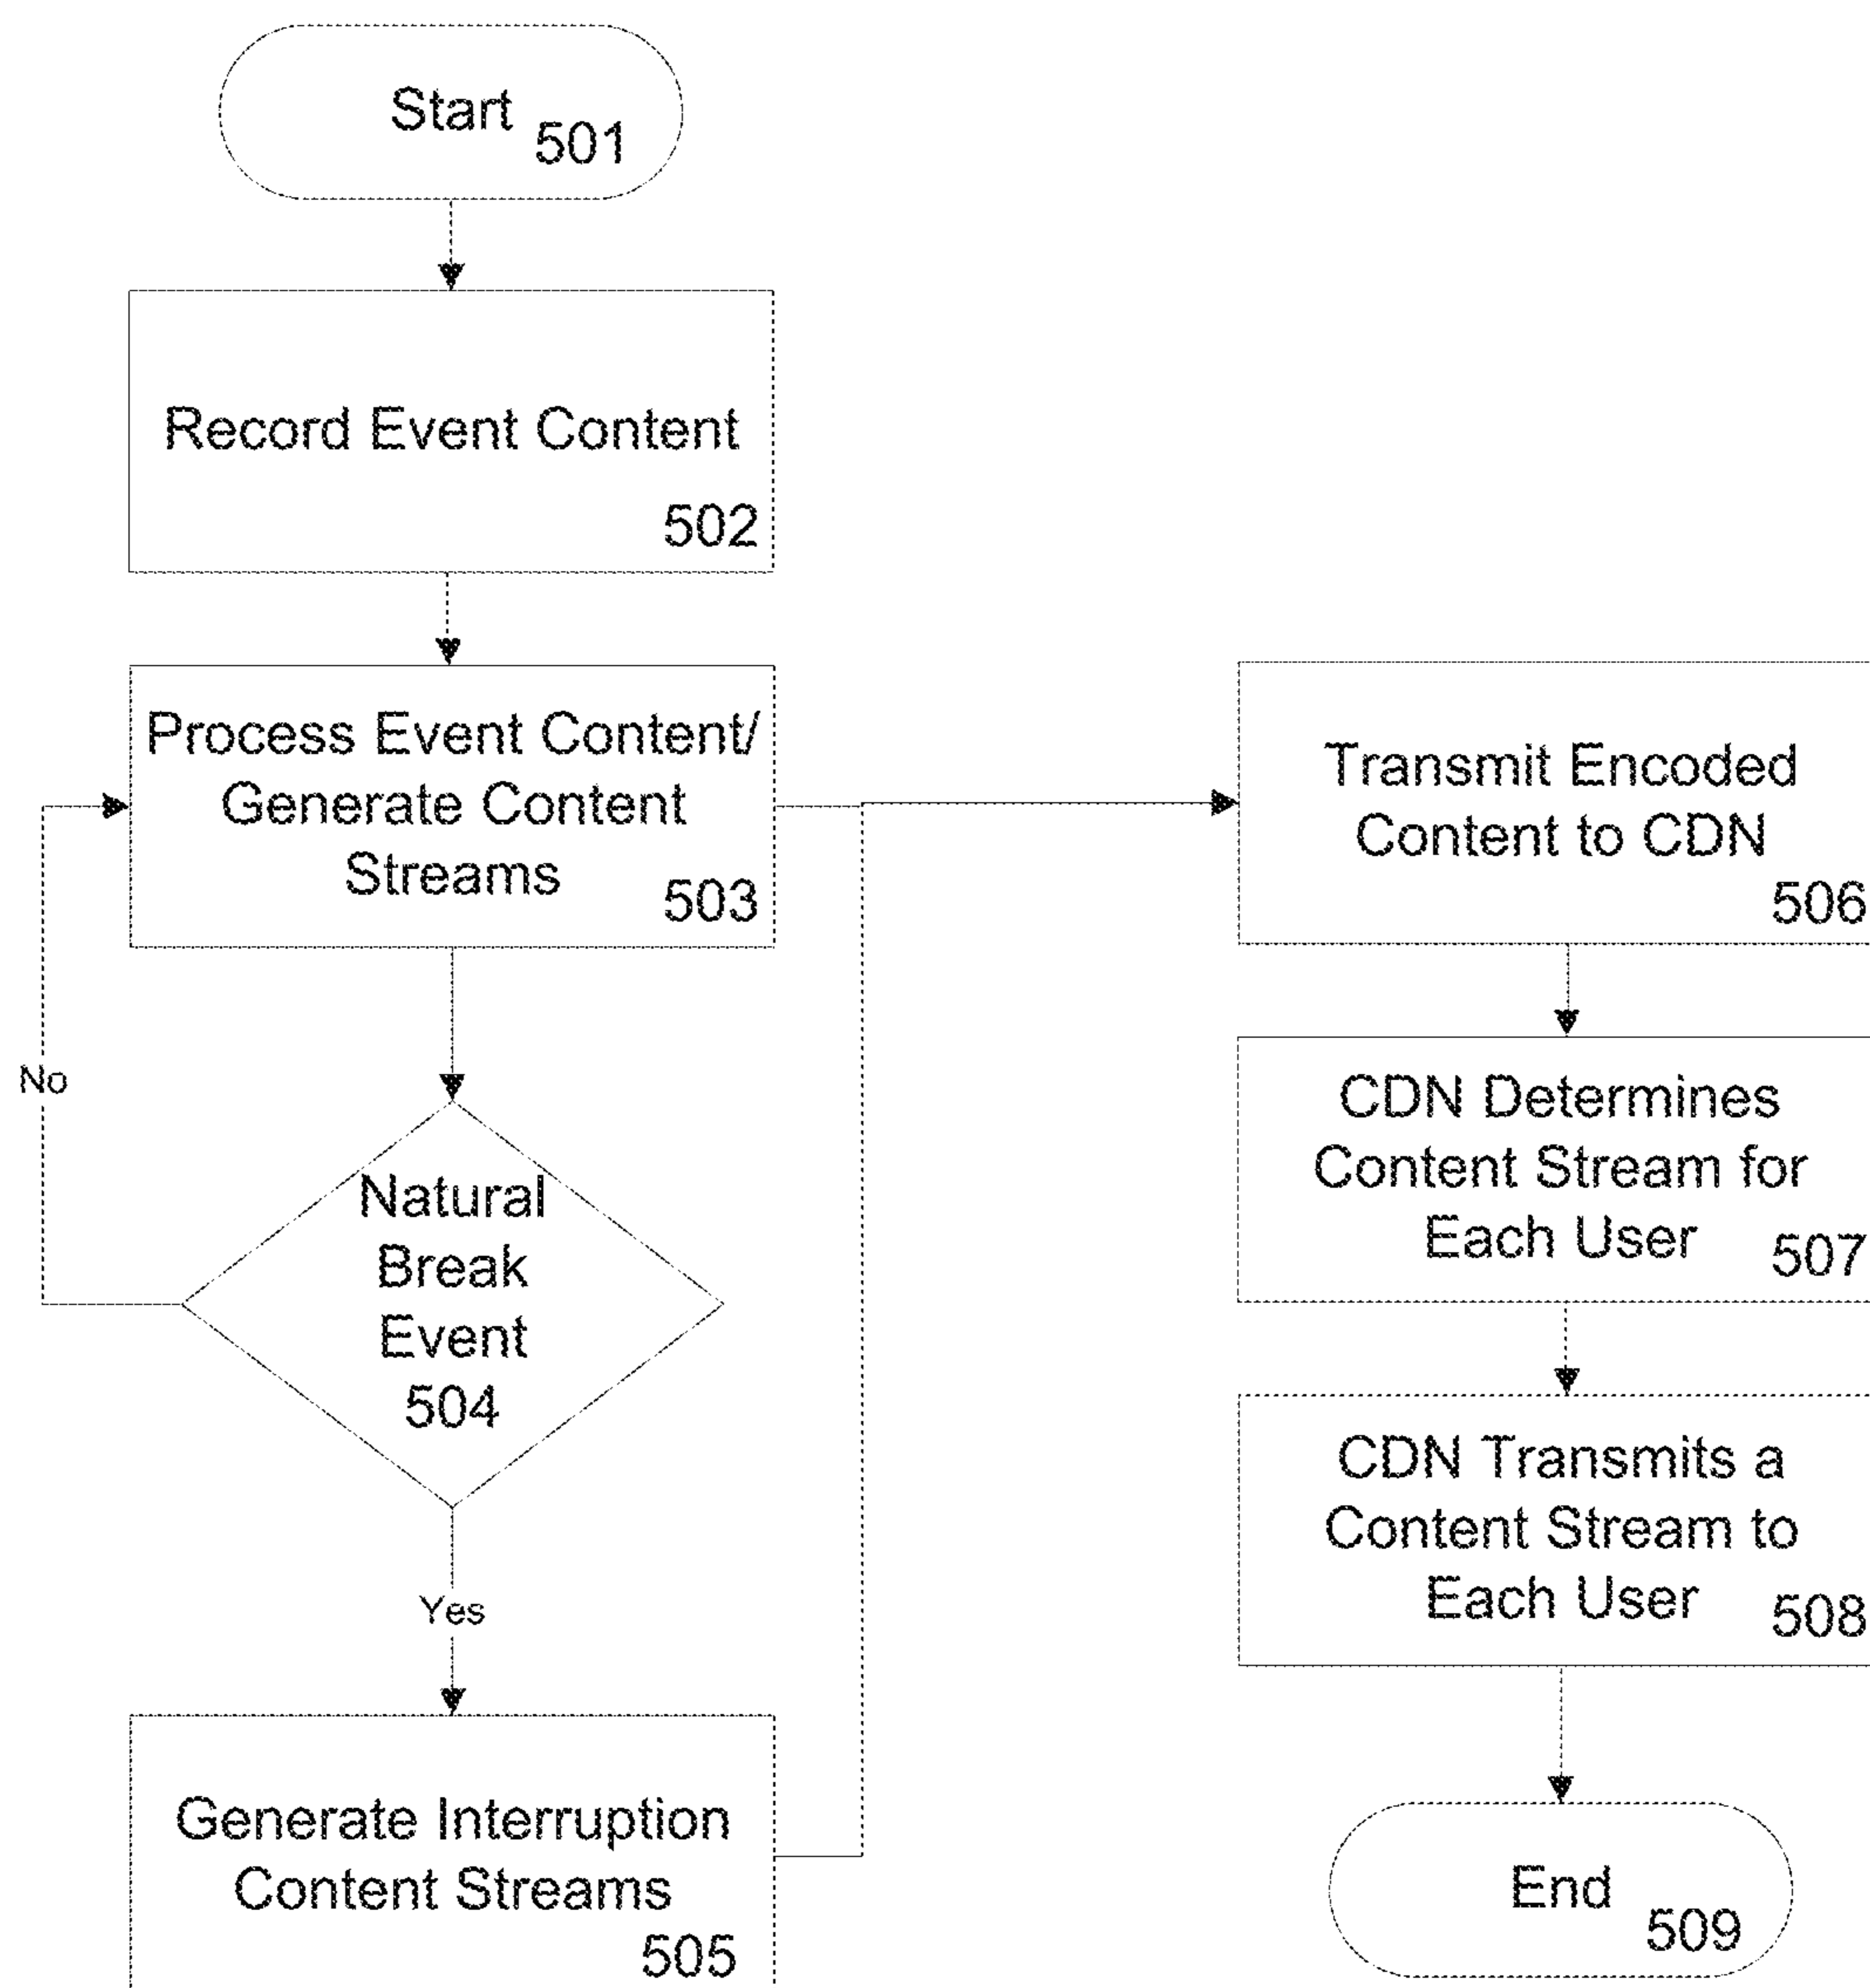 Start
501
Record Event Content
502
Process Event Content/
Generate Content
Streams
503
No
Natural
Break
Event
504
Yes
Generate Interruption
Content Streams
505
Transmit Encoded
Content to CDN
506
CDN Determines
Content Stream for
Each User
507
CDN Transmits a
Content Stream to
Each User
508
End
509